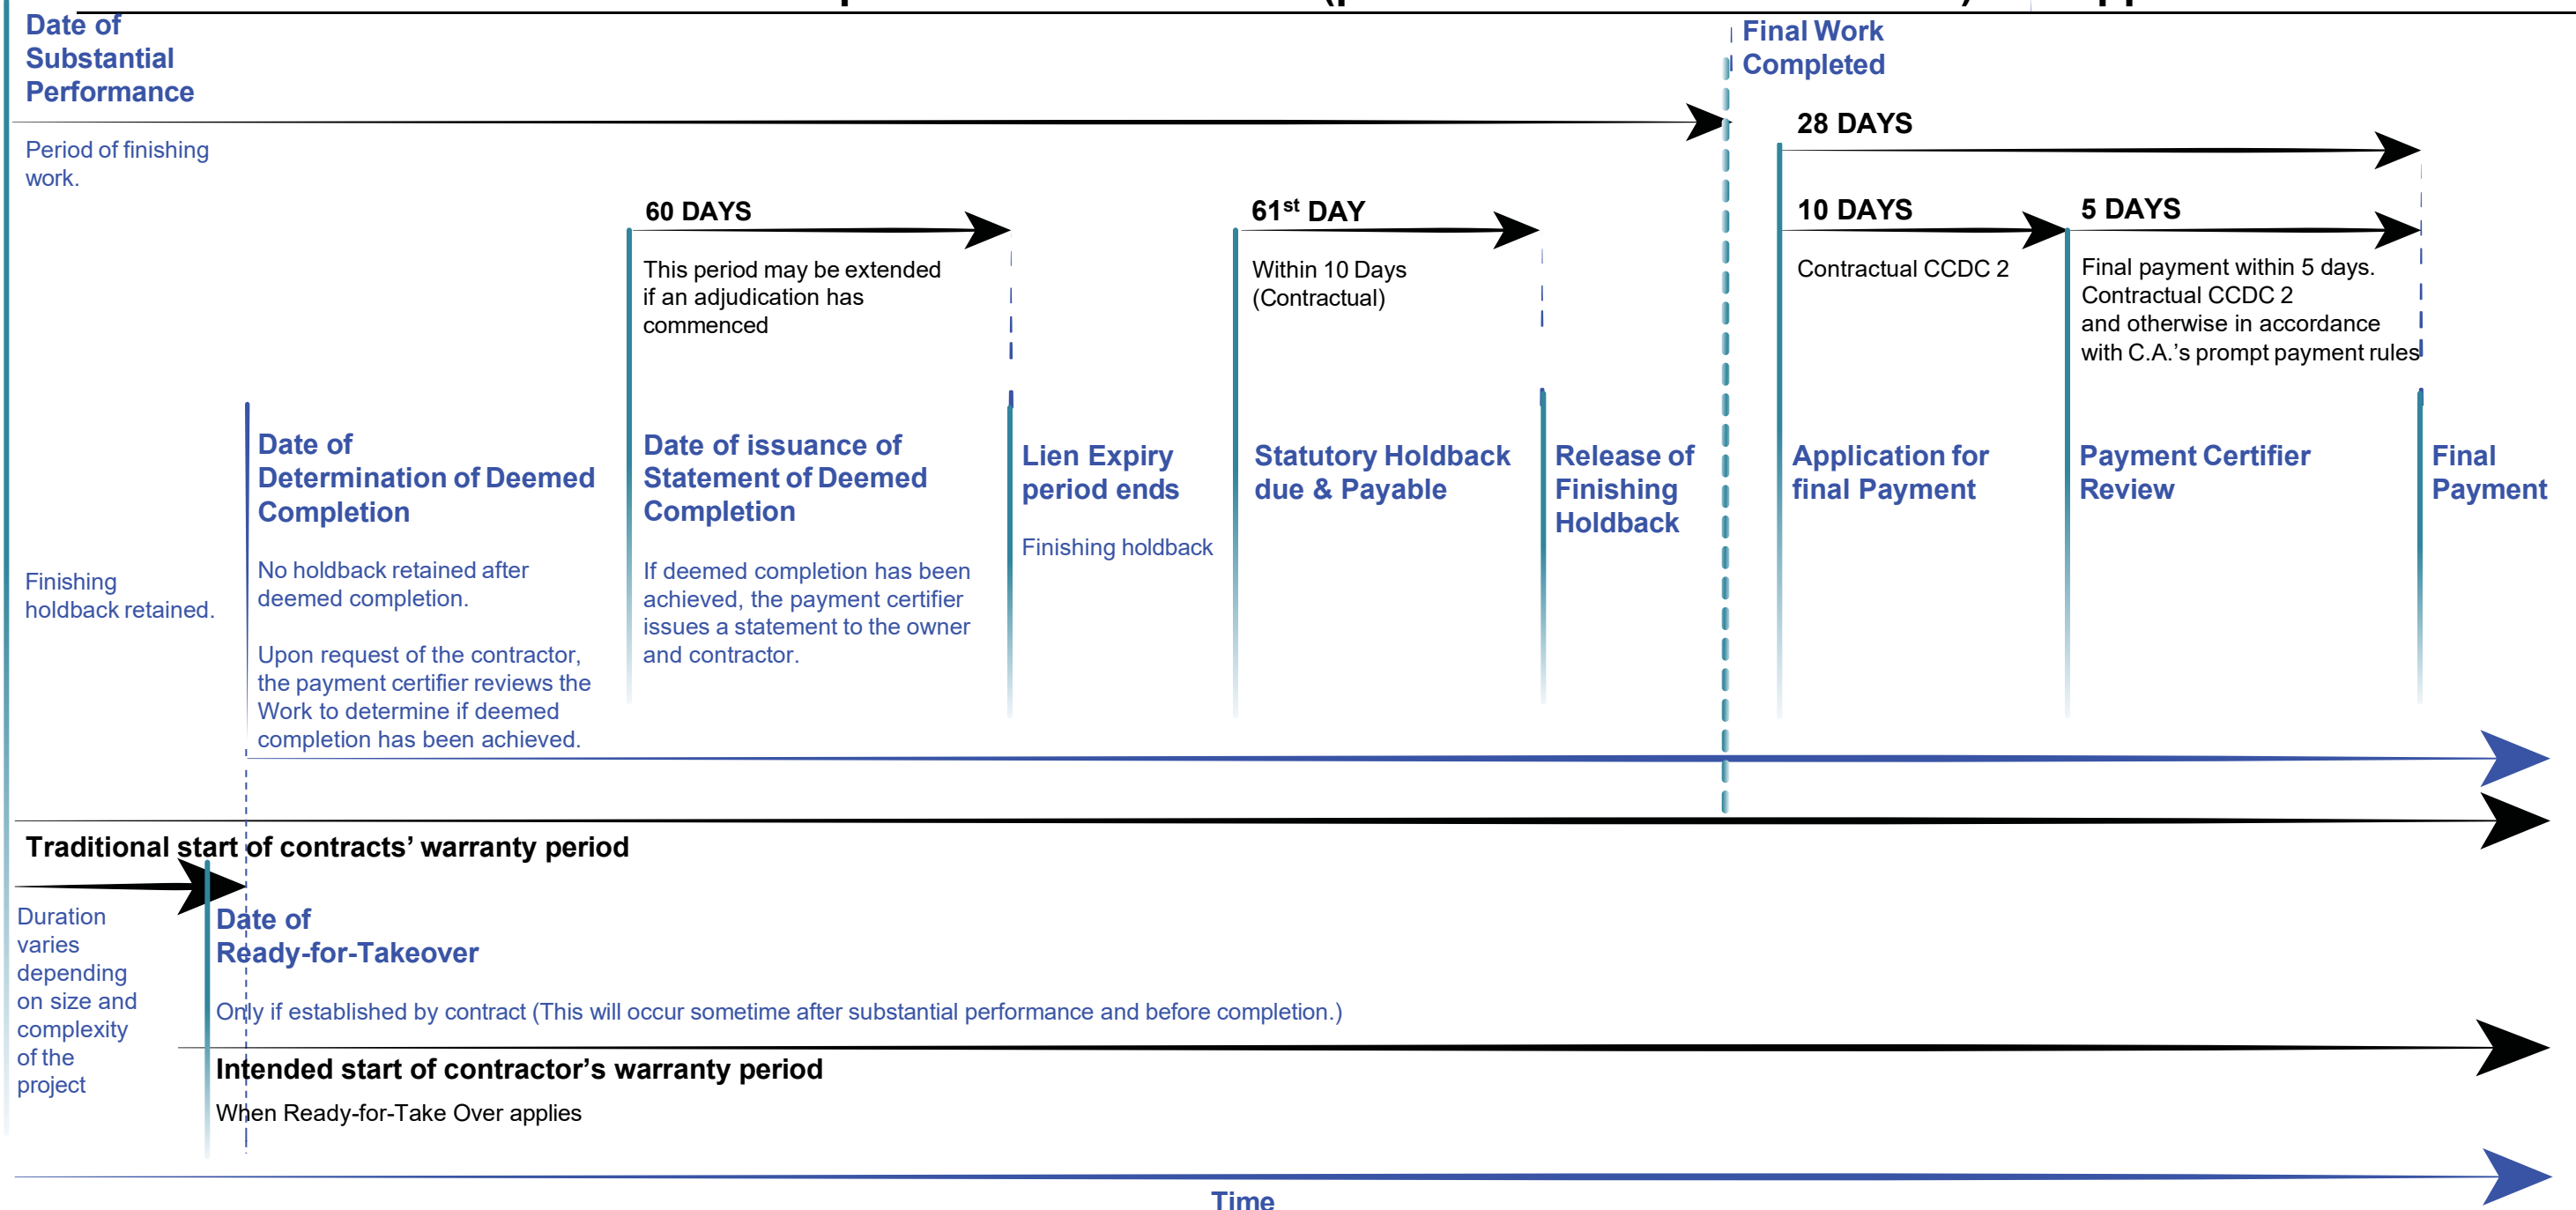 Date of
Substantial
Performance
Final Work
Completed
28 DAYS
Period of finishing
work.
60 DAYS
61st DAY
10 DAYS
5 DAYS
This period may be extended
if an adjudication has
commenced
Within 10 Days
(Contractual)
Contractual CCDC 2
Final payment within 5 days.
Contractual CCDC 2
and otherwise in accordance
with C.A.’s prompt payment rules
Date of
Determination of Deemed
Completion
Date of issuance of
Statement of Deemed
Completion
Lien Expiry
period ends
Statutory Holdback
due & Payable
Release of
Finishing
Holdback
Application for
final Payment
Payment Certifier
Review
Final
Payment
Finishing holdback
Finishing
holdback retained.
No holdback retained after
deemed completion.
Upon request of the contractor,
the payment certifier reviews the
Work to determine if deemed
completion has been achieved.
If deemed completion has been
achieved, the payment certifier
issues a statement to the owner
and contractor.
Traditional start of contracts’ warranty period
Duration
varies
depending
on size and
complexity
of the
project
Date of
Ready-for-Takeover
Only if established by contract (This will occur sometime after substantial performance and before completion.)
Intended start of contractor’s warranty period
When Ready-for-Take Over applies
Time